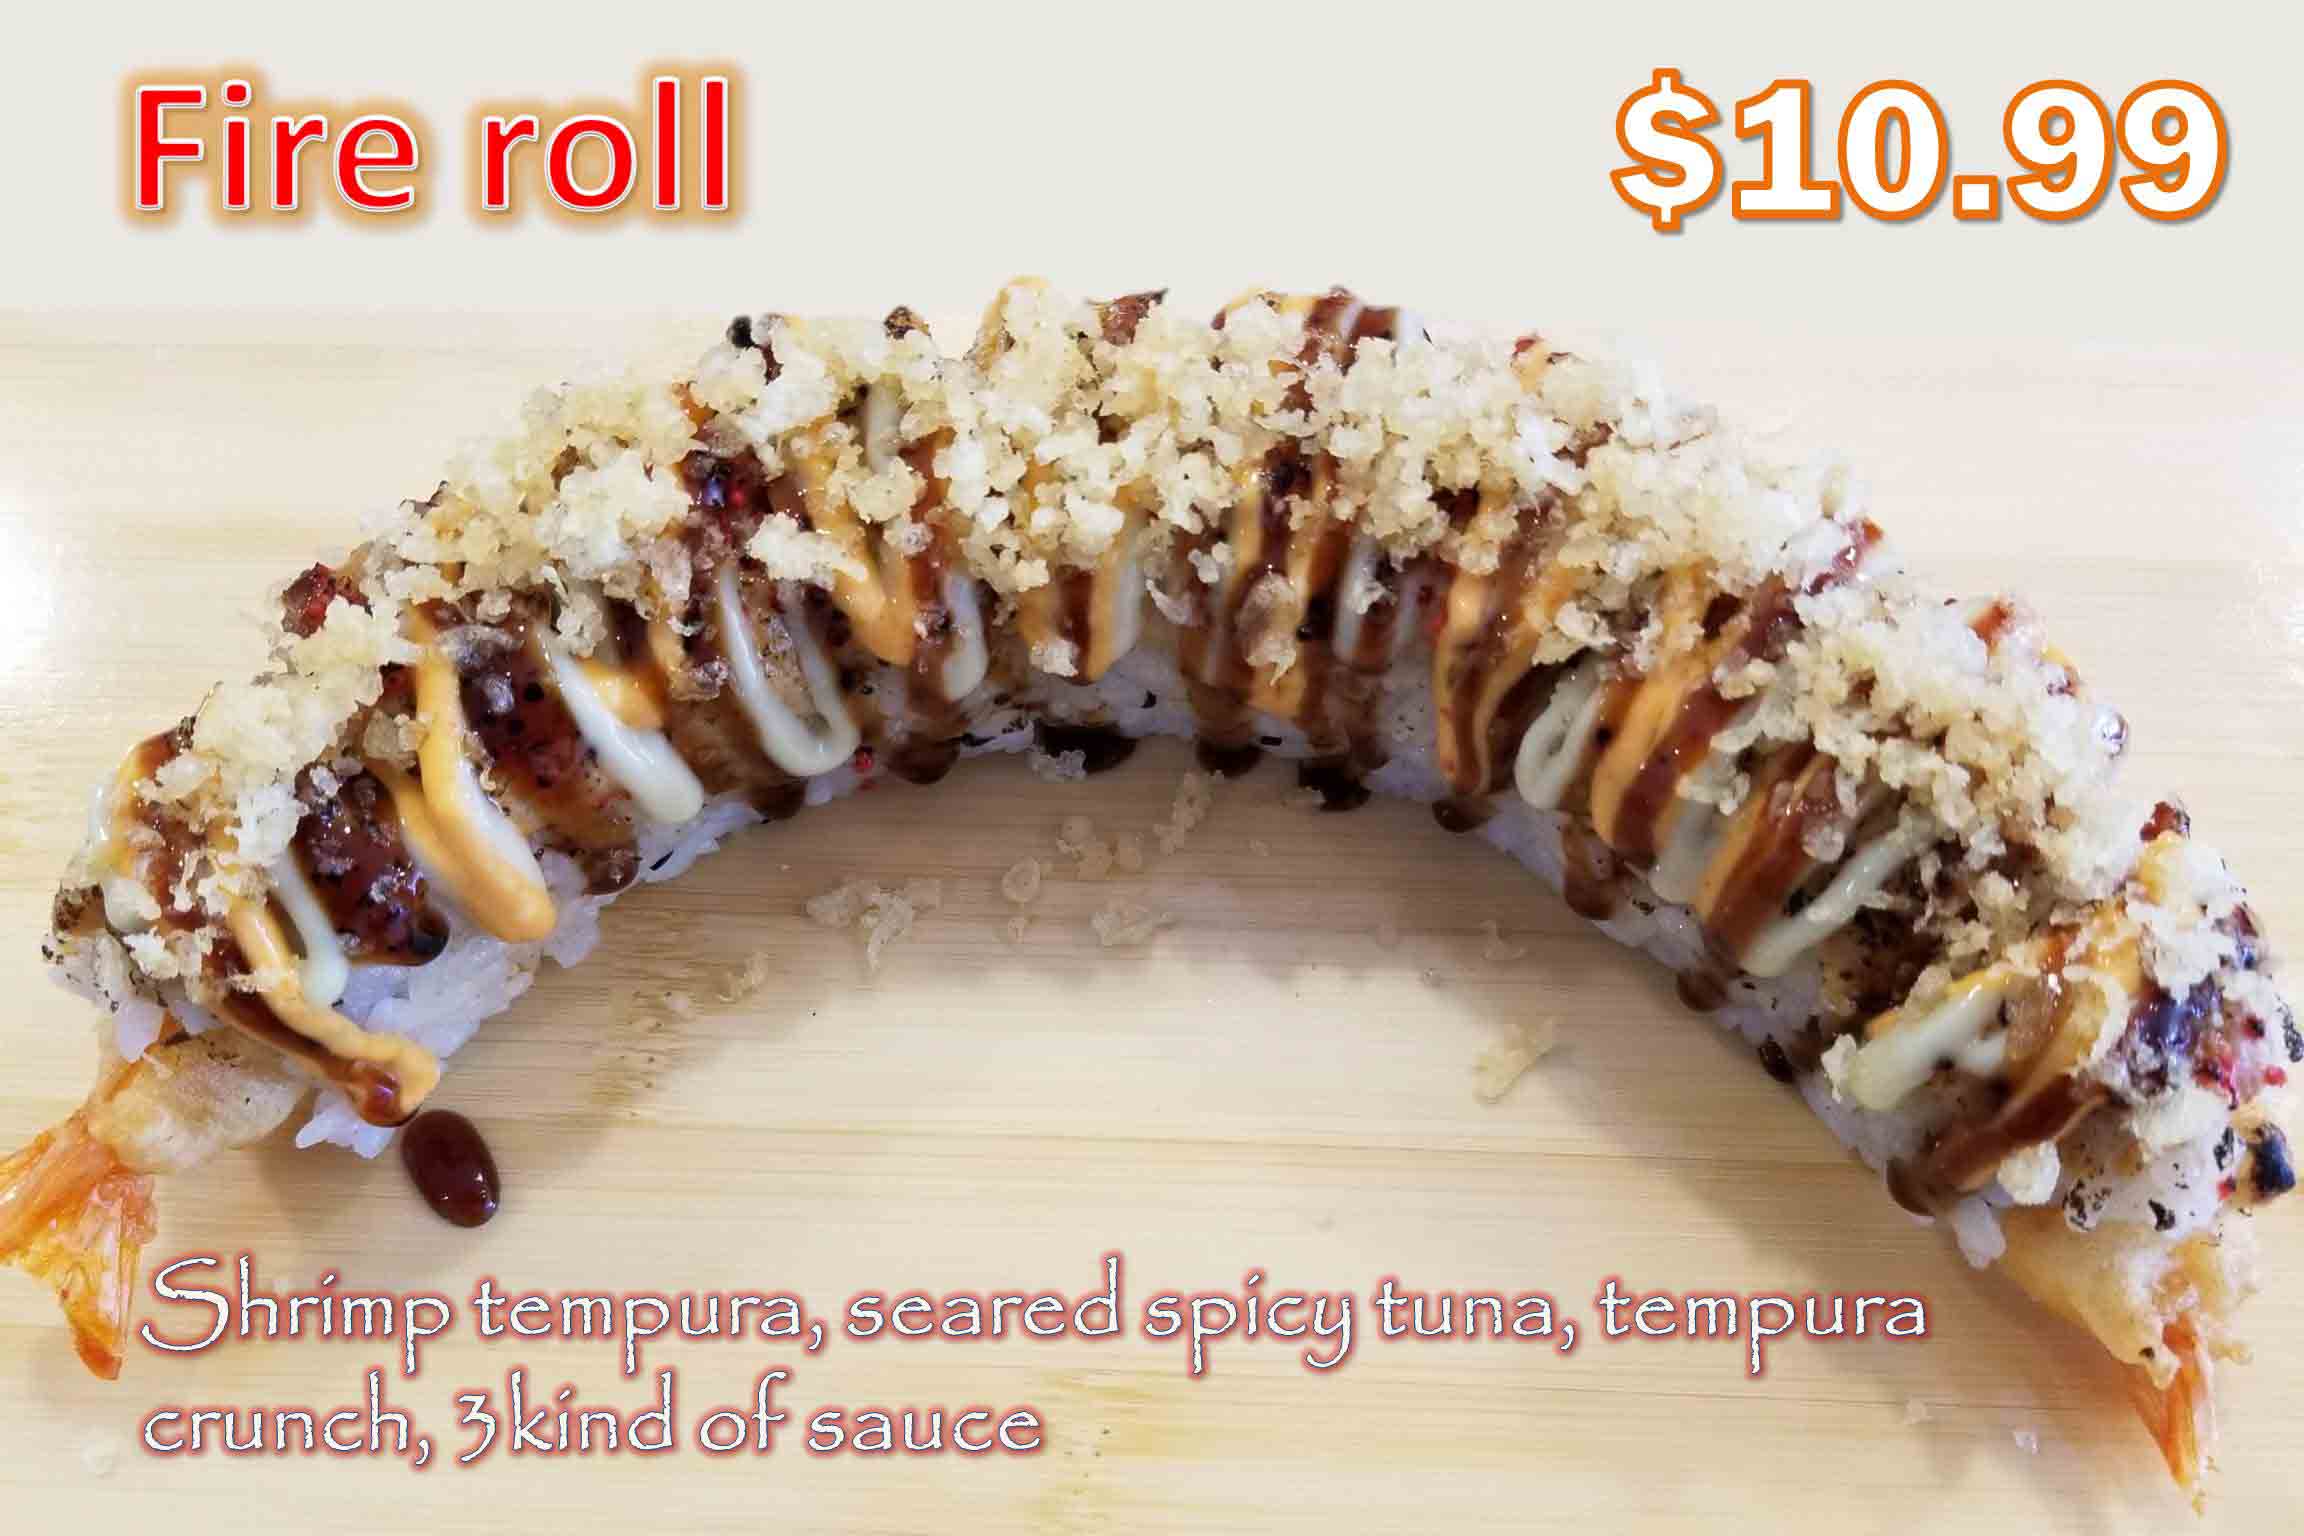 Fire roll
$10.99
Shrimp tempura, seared spicy tuna, tempura
crunch, 3kind of sauce